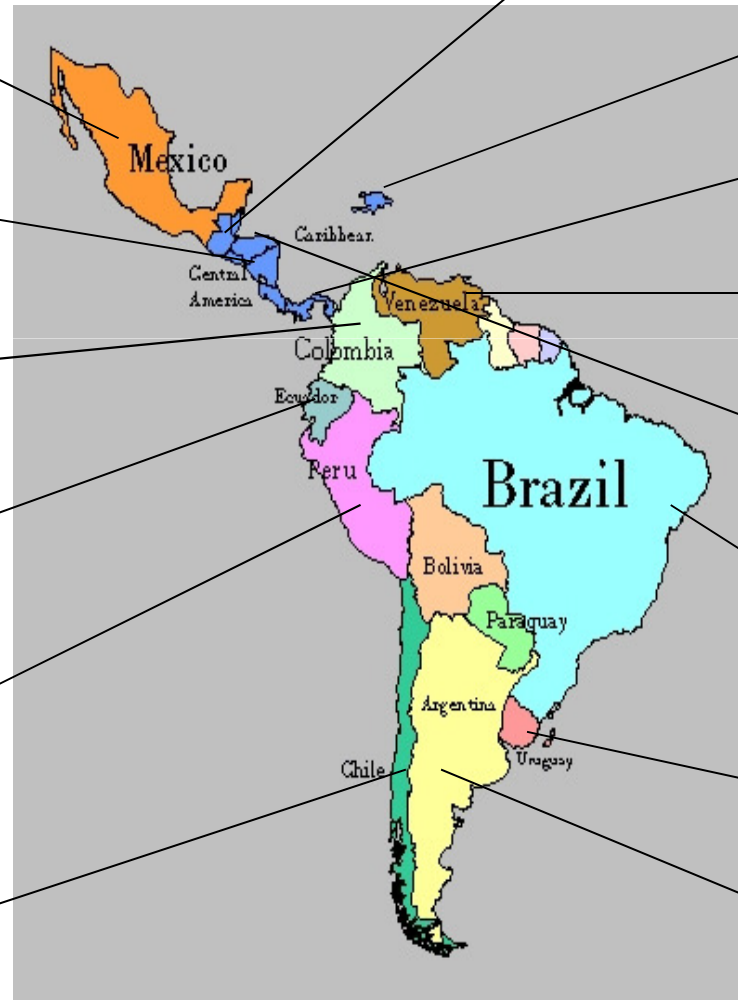 Mexico
Caribbean
Central
America
Venezuela
Colombia
Ecuador
Peru
Brazil
Bolivia
Paraguay
Argentina
Uruguay
Chile